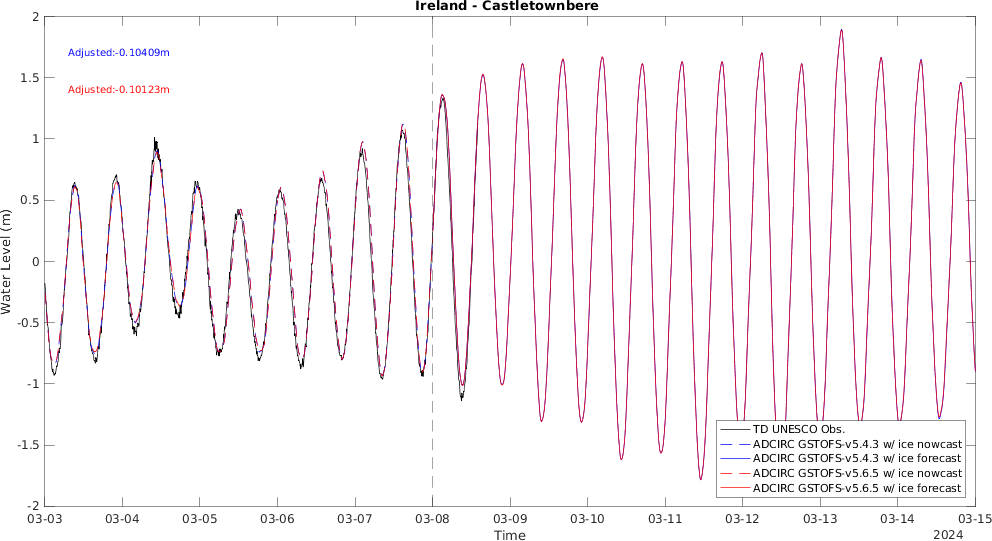 Ireland - Castletownbere
Adjusted:-0.10409m
Adjusted:-0.10123m
Water Level (m)
2
1.5
1
0.5
0
-0.5
-1
-1.5
-2
TD UNESCO Obs.
ADCIRC GSTOFS-v5.4.3 w/ ice nowcast
ADCIRC GSTOFS-v5.4.3 w/ ice forecast
ADCIRC GSTOFS-v5.6.5 w/ ice nowcast
ADCIRC GSTOFS-v5.6.5 w/ ice forecast
03-03 03-04 03-05 03-06 03-07 03-08 03-09 03-10 03-11 03-12 03-13 03-14 03-15
Time
2024